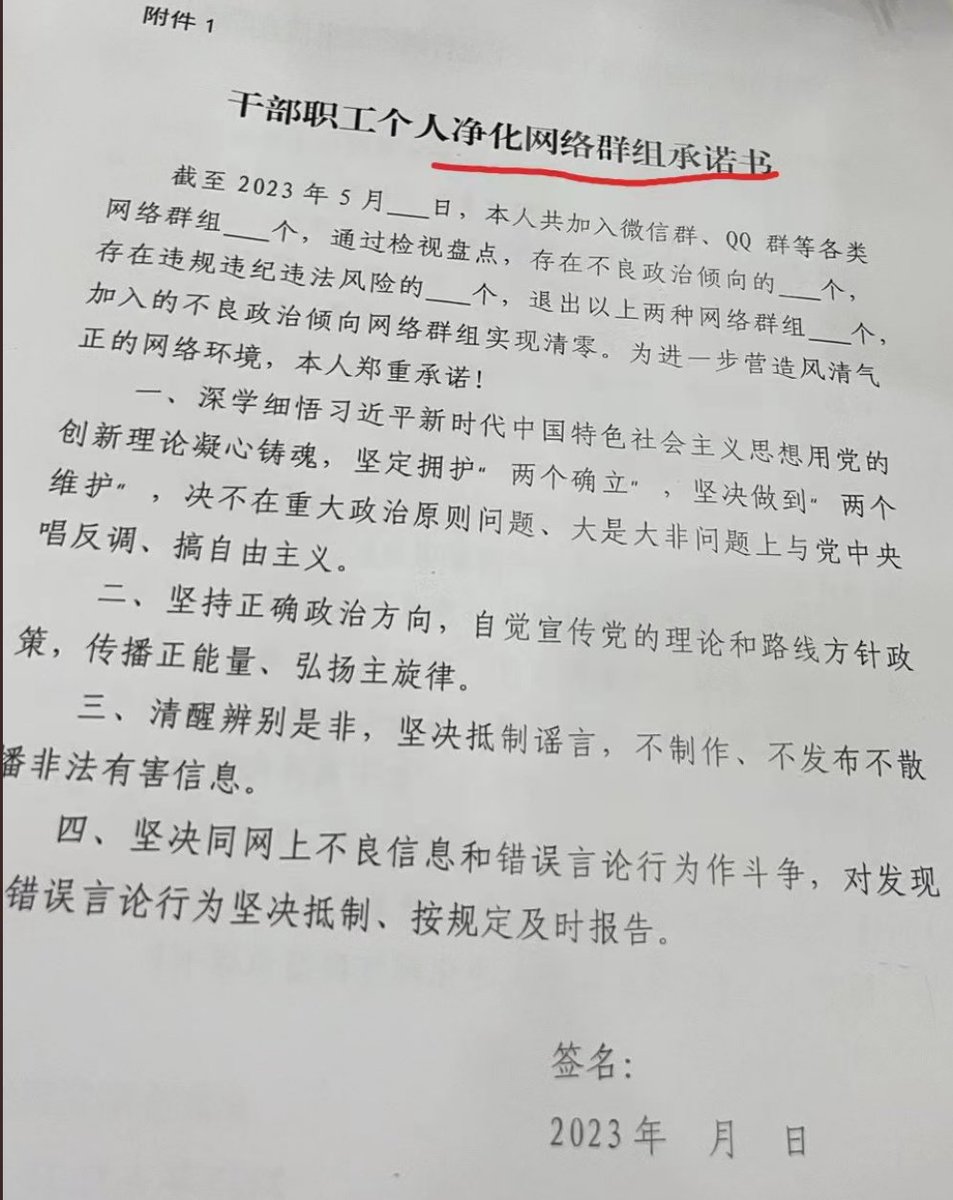 附件 1
干部职工个人净化网络群组承诺书
截至 2023 年 5 月___日，本人共加入微信群、QQ 群等各类
网络群组___个，通过检视盘点，存在不良政治倾向的___个，
存在违规违纪违法风险的___个，退出以上两种网络群组___个，
加入的不良政治倾向网络群组实现清零。为进一步营造风清气
正的网络环境，本人郑重承诺！
一、深学细悟习近平新时代中国特色社会主义思想用党的
创新理论凝心铸魂，坚定拥护“两个确立”，坚决做到“两个
维护”，决不在重大政治原则问题、大是大非问题上与党中央
唱反调、搞自由主义。
二、坚持正确政治方向，自觉宣传党的理论和路线方针政
策，传播正能量、弘扬主旋律。
三、清醒辨别是非，坚决抵制谣言，不制作、不发布不散
播非法有害信息。
四、坚决同网上不良信息和错误言论行为作斗争，对发现
错误言论行为坚决抵制、按规定及时报告。
签名：
2023 年 月 日